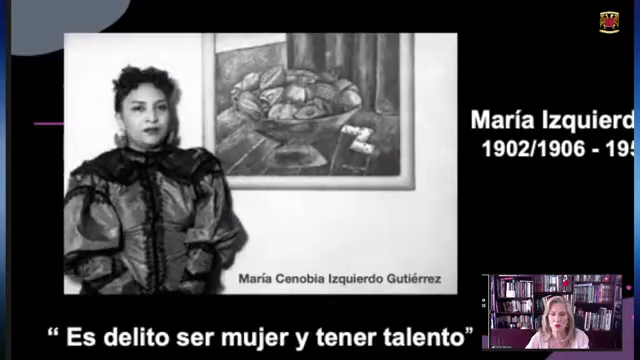 María Izquierd
1902/1906 - 195
María Cenobia Izquierdo Gutiérrez
“ Es delito ser mujer y tener talento”